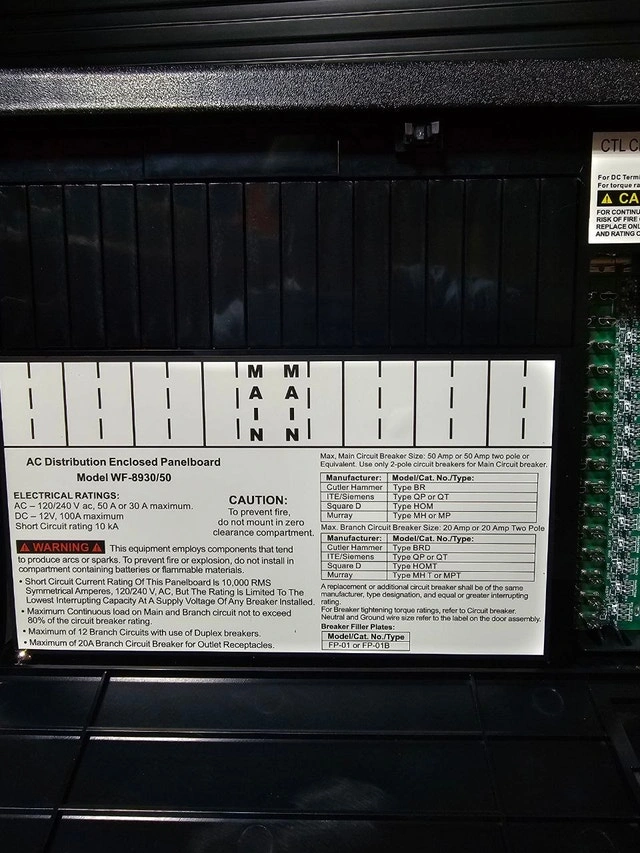 CTL C
For DC Termi
For torque ra
CA
FOR CONTINU
RISK OF FIRE
REPLACE ONL
AND RATING C
MAIN MAIN
AC Distribution Enclosed Panelboard
Model WF-8930/50
ELECTRICAL RATINGS:
AC – 120/240 V ac, 50 A or 30 A maximum.
DC – 12V, 100A maximum
Short Circuit rating 10 kA
CAUTION:
To prevent fire,
do not mount in zero
clearance compartment.
WARNING This equipment employs components that tend
to produce arcs or sparks. To prevent fire or explosion, do not install in
compartment containing batteries or flammable materials.
• Short Circuit Current Rating Of This Panelboard Is 10,000 RMS
Symmetrical Amperes, 120/240 V, AC, But The Rating Is Limited To The
Lowest Interrupting Capacity At A Supply Voltage Of Any Breaker Installed.
• Maximum Continuous load on Main and Branch circuit not to exceed
80% of the circuit breaker rating.
• Maximum of 12 Branch Circuits with use of Duplex breakers.
• Maximum of 20A Branch Circuit Breaker for Outlet Receptacles.
Max, Main Circuit Breaker Size: 50 Amp or 50 Amp two pole or
Equivalent. Use only 2-pole circuit breakers for Main Circuit breaker.
Manufacturer: Model/Cat. No./Type:
Cutler Hammer Type BR
ITE/Siemens Type QP or QT
Square D Type HOM
Murray Type MH or MP
Max. Branch Circuit Breaker Size: 20 Amp or 20 Amp Two Pole
Manufacturer: Model/Cat. No./Type:
Cutler Hammer Type BRD
ITE/Siemens Type QP or QT
Square D Type HOMT
Murray Type MH T or MPT
A replacement or additional circuit breaker shall be of the same
manufacturer, type designation, and equal or greater interrupting
rating.
For Breaker tightening torque ratings, refer to Circuit Breaker.
Neutral and Ground wire size refer to the label on the door assembly.
Breaker Filler Plates:
Model/Cat. No./Type
FP-01 or FP-01B